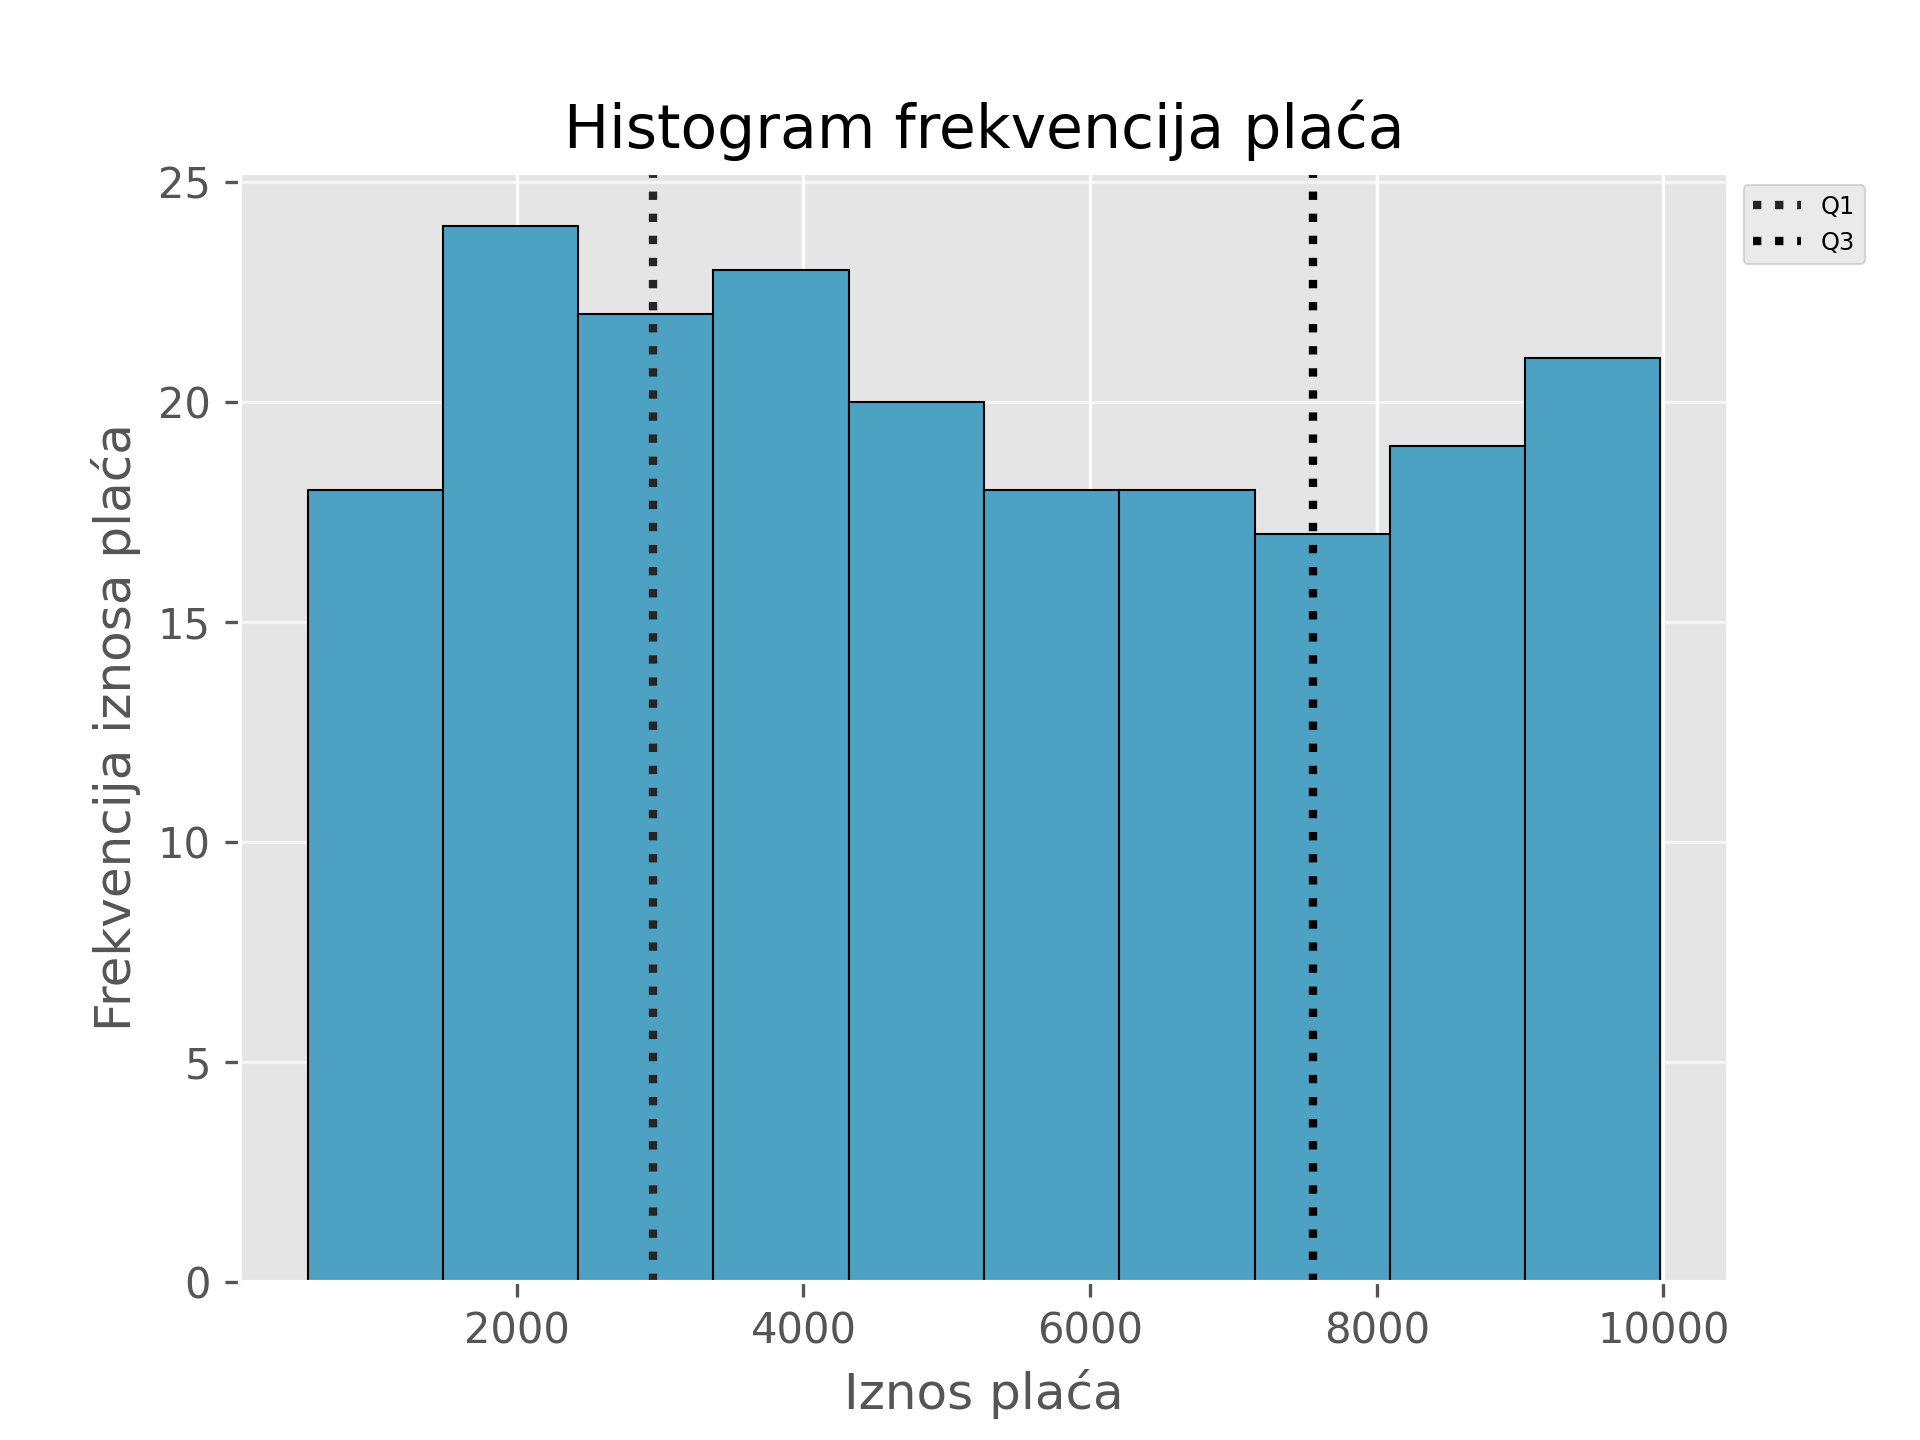 Histogram frekvencija plaća
Q1
Q3
Frekvencija iznosa plaća
25
20
15
10
5
0
2000 4000 6000 8000 10000
Iznos plaća